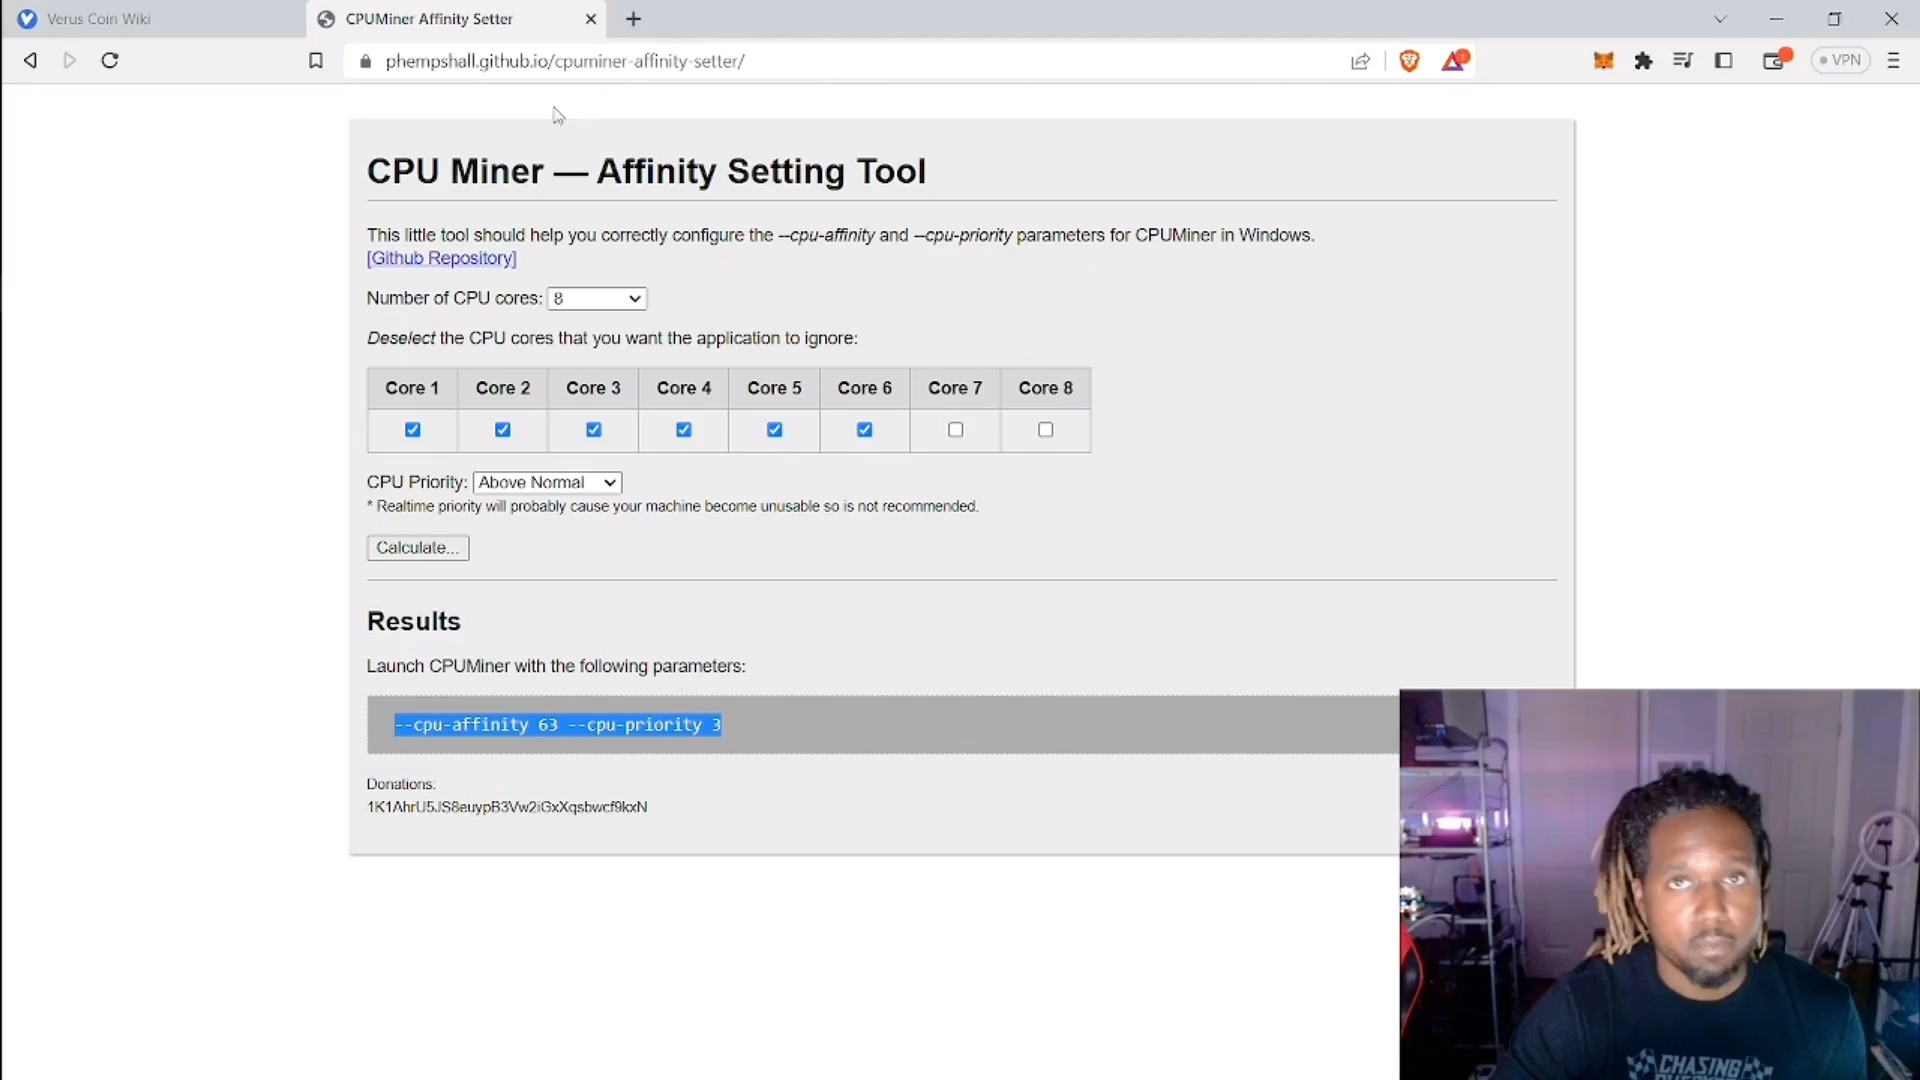 Verus Coin Wiki
CPUMiner Affinity Setter
phempshall.github.io/cpuminer-affinity-setter/
VPN
CPU Miner — Affinity Setting Tool
This little tool should help you correctly configure the --cpu-affinity and --cpu-priority parameters for CPUMiner in Windows.
[Github Repository]
Number of CPU cores: 8
Deselect the CPU cores that you want the application to ignore:
Core 1 Core 2 Core 3 Core 4 Core 5 Core 6 Core 7 Core 8
CPU Priority: Above Normal
* Realtime priority will probably cause your machine become unusable so is not recommended.
Calculate...
Results
Launch CPUMiner with the following parameters:
--cpu-affinity 63 --cpu-priority 3
Donations:
1K1AhrU5JS8euypB3Vw2iGxXqsbwcf9kxN
CHASING